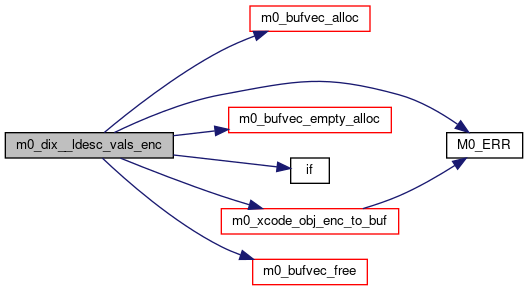 m0_bufvec_alloc
m0_bufvec_empty_alloc
m0_dix__ldesc_vals_enc
M0_ERR
if
m0_xcode_obj_enc_to_buf
m0_bufvec_free